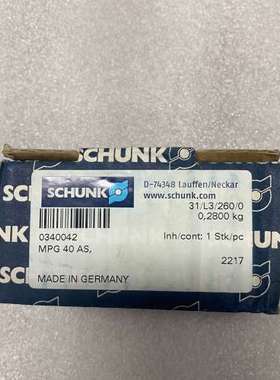 SCHUNK
D-74348 Lauffen/Neckar
www.schunk.com
SCHUNK
31/L3/260/0
0,2800 kg
0340042
Inh/cont: 1 Stk/pc
MPG 40 AS,
2217
MADE IN GERMANY